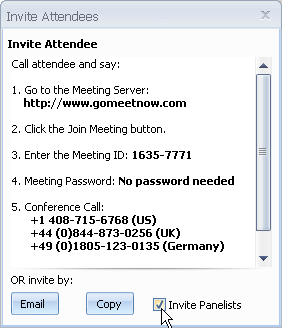 Invite Attendees
Invite Attendee
Call attendee and say:
1. Go to the Meeting Server:
http://www.gomeetnow.com
2. Click the Join Meeting button.
3. Enter the Meeting ID: 1635-7771
4. Meeting Password: No password needed
5. Conference Call:
+1 408-715-6768 (US)
+44 (0)844-873-0256 (UK)
+49 (0)1805-123-0135 (Germany)
OR invite by:
Email Copy Invite Panelists